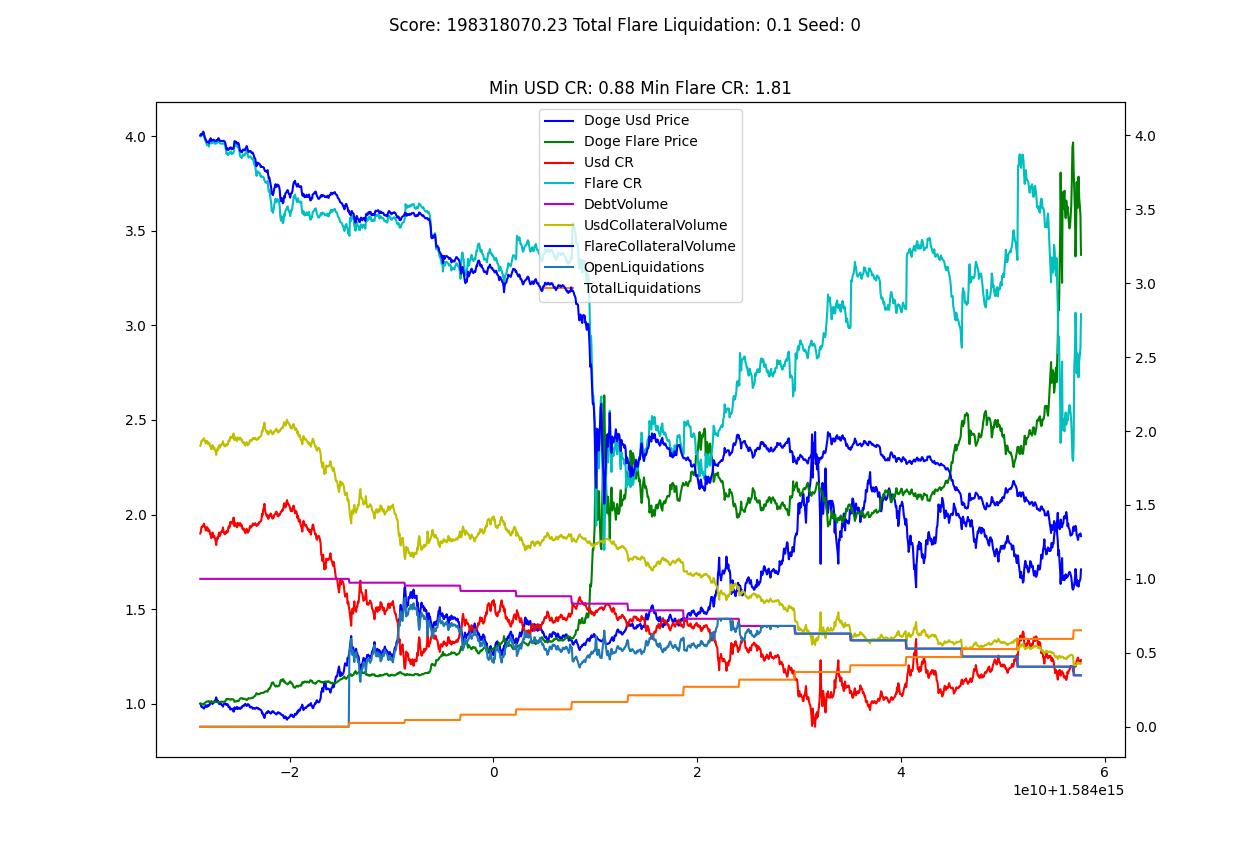 Score: 198318070.23 Total Flare Liquidation: 0.1 Seed: 0
Min USD CR: 0.88 Min Flare CR: 1.81
Doge Usd Price
Doge Flare Price
Usd CR
Flare CR
DebtVolume
UsdCollateralVolume
FlareCollateralVolume
OpenLiquidations
TotalLiquidations
4.0
3.5
3.0
2.5
2.0
1.5
1.0
4.0
3.5
3.0
2.5
2.0
1.5
1.0
0.5
0.0
−2 0 2 4 6
1e10+1.584e15